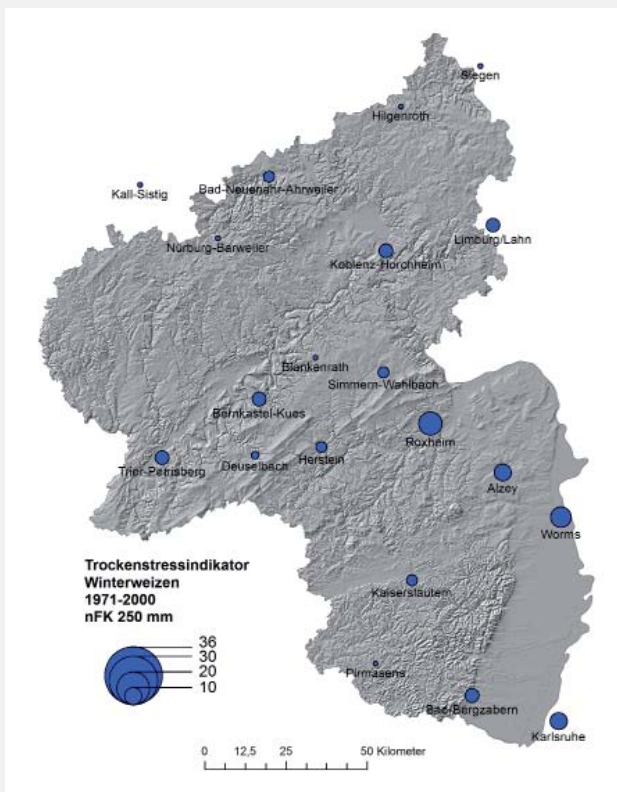 Siegen
Hilgenroth
Kall-Sistig
Bad-Neuenahr-Ahrweiler
Nürburg-Barweiler
Limburg/Lahn
Koblenz-Horchheim
Blankenrath
Simmern-Wahlbach
Bernkastel-Kues
Roxheim
Trier-Petrisberg
Deuselbach
Herstein
Alzey
Worms
Trockenstressindikator
Winterweizen
1971-2000
nFK 250 mm
Kaiserslautern
36
30
20
10
Pirmasens
Bad-Bergzabern
Karlsruhe
0 12,5 25 50 Kilometer